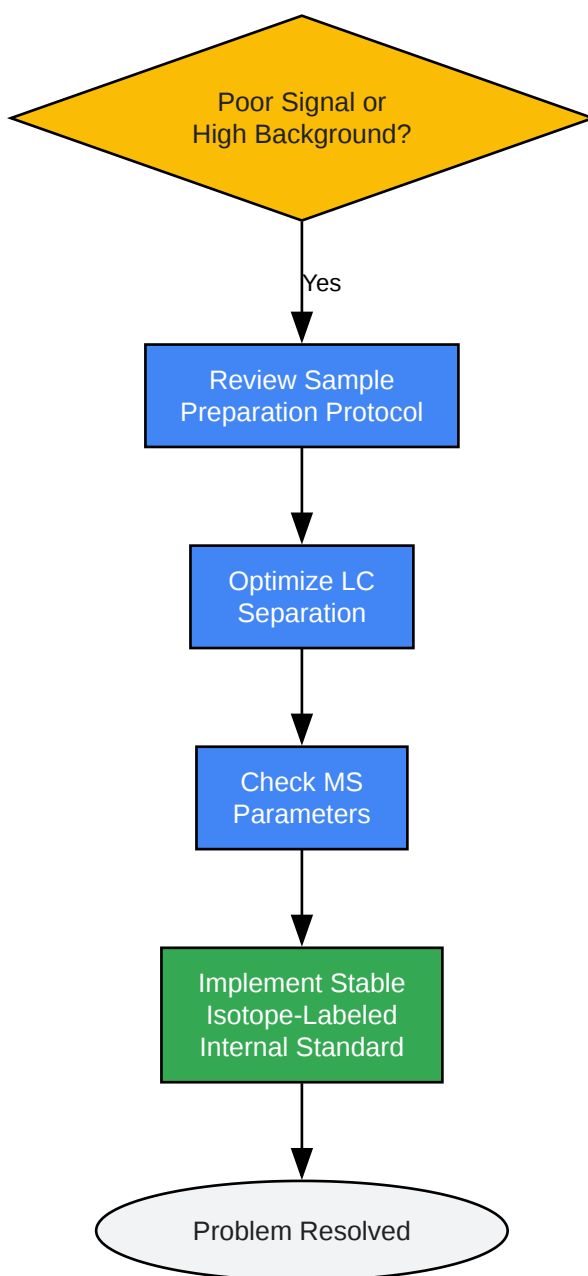 Poor Signal or
High Background?
Yes
Review Sample
Preparation Protocol
Optimize LC
Separation
Check MS
Parameters
Implement Stable
Isotope-Labeled
Internal Standard
Problem Resolved